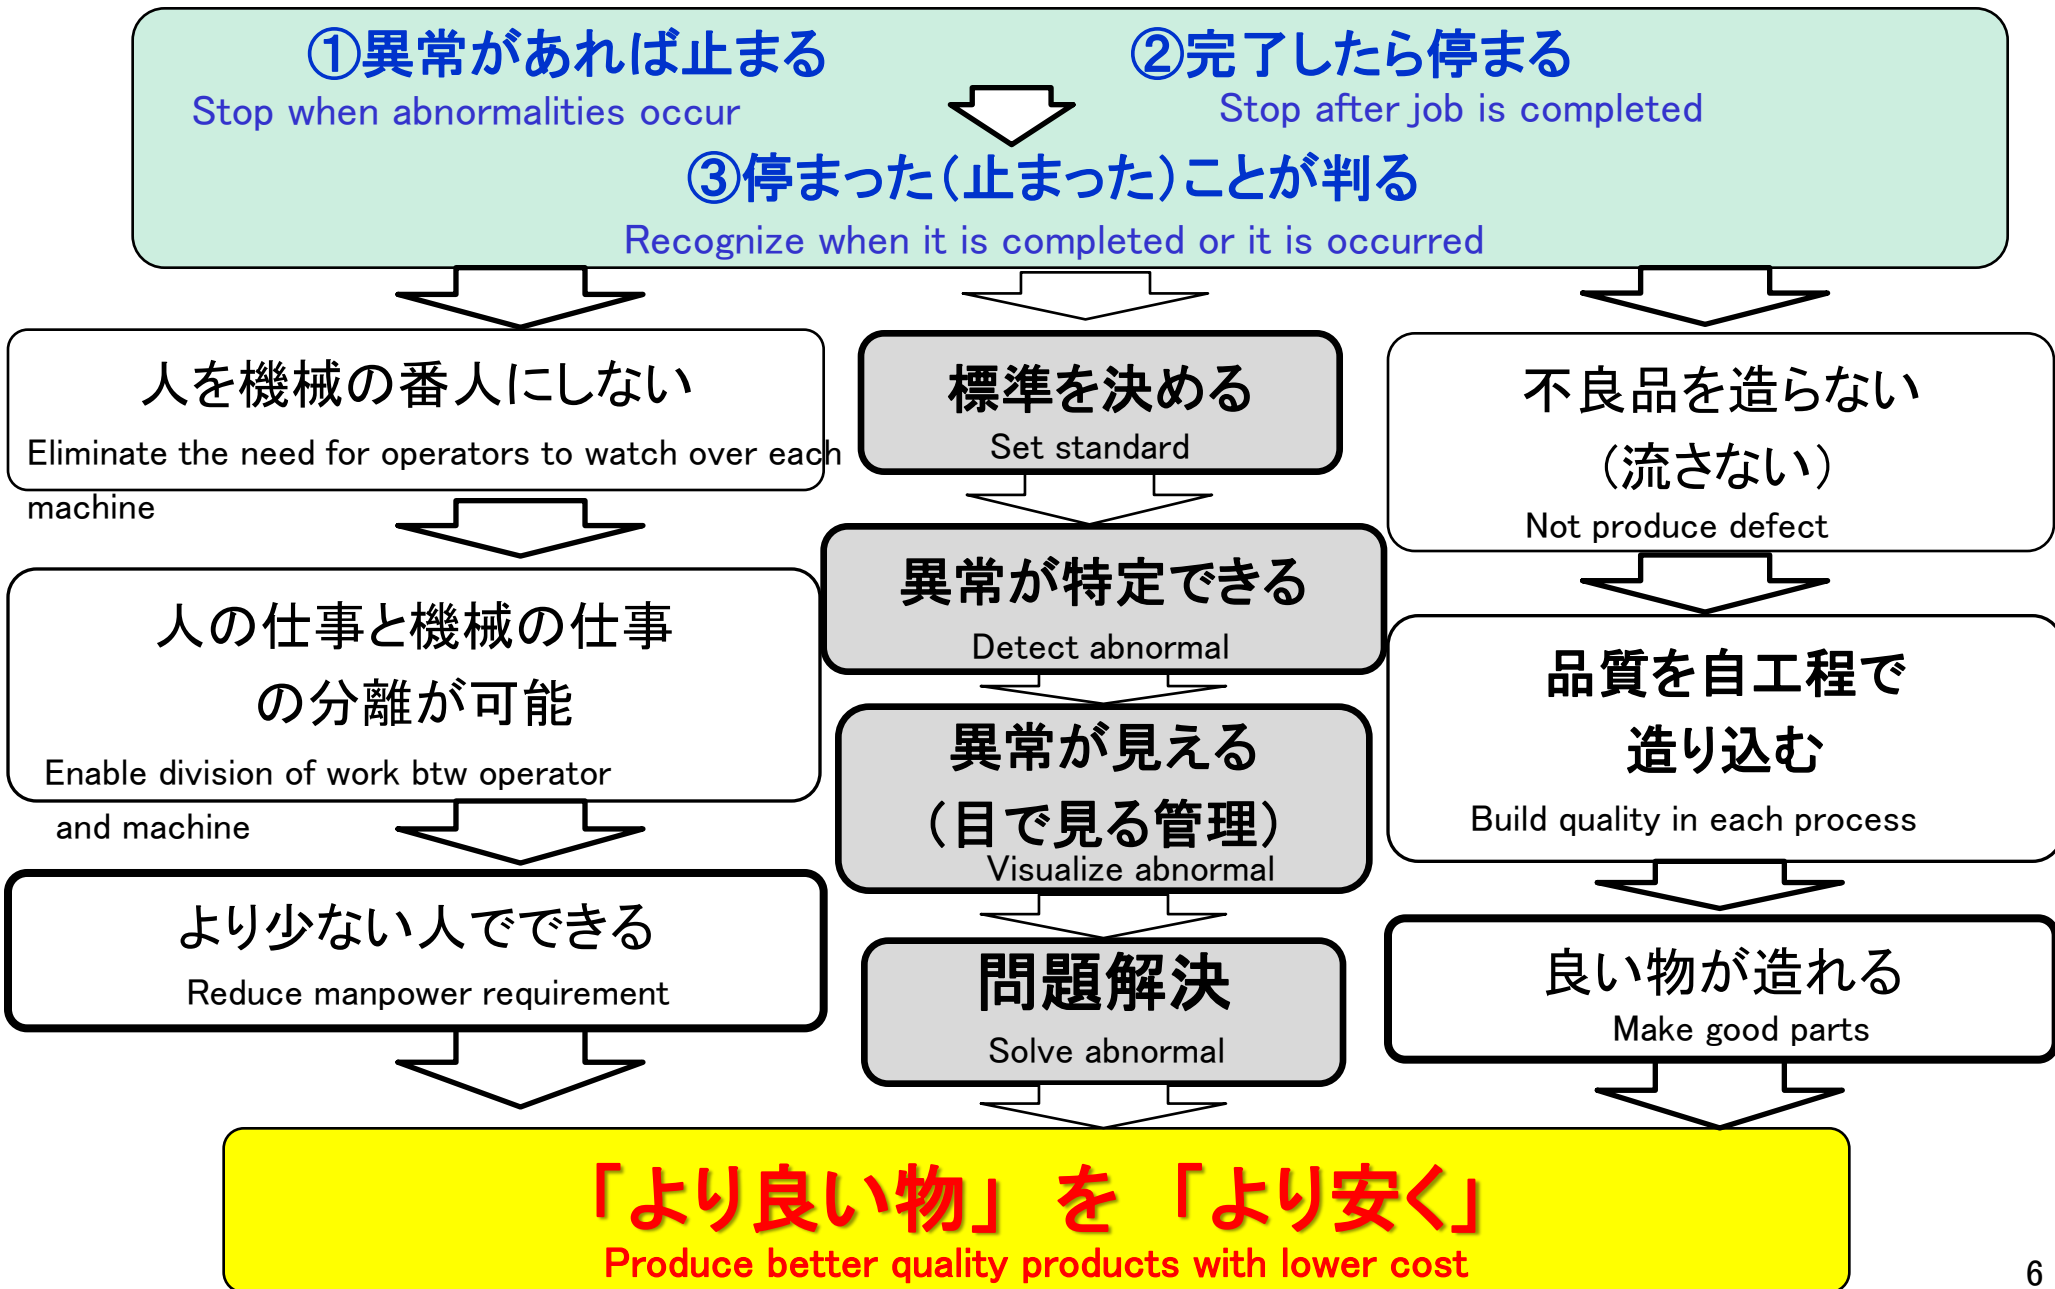 ①異常があれば止まる
②完了したら停まる
Stop when abnormalities occur
Stop after job is completed
③停まった（止まった）ことが判る
Recognize when it is completed or it is occurred
人を機械の番人にしない
Eliminate the need for operators to watch over each
machine
人の仕事と機械の仕事
の分離が可能
Enable division of work btw operator
and machine
より少ない人でできる
Reduce manpower requirement
標準を決める
Set standard
異常が特定できる
Detect abnormal
異常が見える
（目で見る管理）
Visualize abnormal
問題解決
Solve abnormal
不良品を造らない
（流さない）
Not produce defect
品質を自工程で
造り込む
Build quality in each process
良い物が造れる
Make good parts
「より良い物」を「より安く」
Produce better quality products with lower cost
6